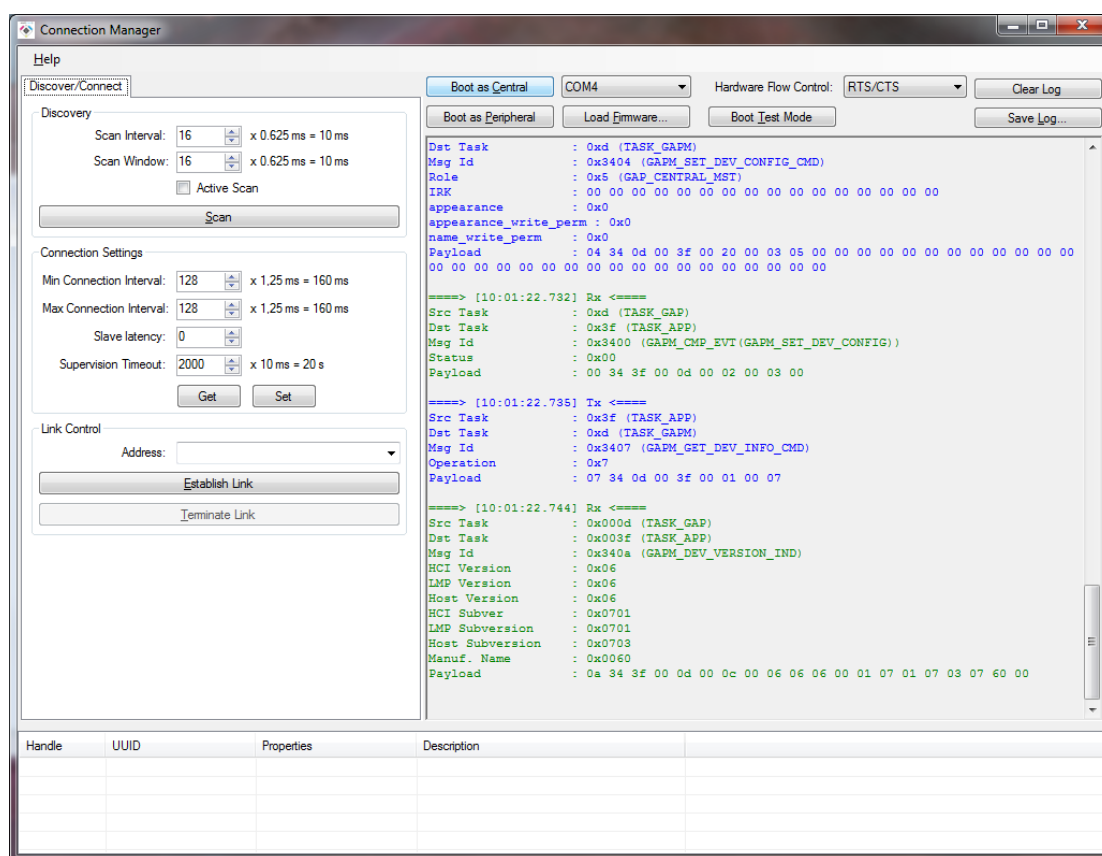 Connection Manager
Help
Discover/Connect
Discovery
Scan Interval: 16 x 0.625 ms = 10 ms
Scan Window: 16 x 0.625 ms = 10 ms
Active Scan
Scan
Connection Settings
Min Connection Interval: 128 x 1,25 ms = 160 ms
Max Connection Interval: 128 x 1,25 ms = 160 ms
Slave latency: 0
Supervision Timeout: 2000 x 10 ms = 20 s
Get Set
Link Control
Address:
Establish Link
Terminate Link
Boot as Central COM4 Hardware Flow Control: RTS/CTS Clear Log
Boot as Peripheral Load Firmware... Boot Test Mode Save Log...
Dst Task : 0xd (TASK_GAPM)
Msg Id : 0x3404 (GAPM_SET_DEV_CONFIG_CMD)
Role : 0x5 (GAP_CENTRAL_MST)
IRK : 00 00 00 00 00 00 00 00 00 00 00 00 00 00 00 00
appearance : 0x0
appearance_write_perm : 0x0
name_write_perm : 0x0
Payload : 04 34 0d 00 3f 00 20 00 03 05 00 00 00 00 00 00 00 00 00 00 00 00
00 00 00 00 00 00 00 00 00 00 00 00 00 00 00 00 00 00
====> [10:01:22.732] Rx <====
Src Task : 0xd (TASK_GAP)
Dst Task : 0x3f (TASK_APP)
Msg Id : 0x3400 (GAPM_CMP_EVT(GAPM_SET_DEV_CONFIG))
Status : 0x00
Payload : 00 34 3f 00 0d 00 02 00 03 00
====> [10:01:22.735] Tx <====
Src Task : 0x3f (TASK_APP)
Dst Task : 0xd (TASK_GAPM)
Msg Id : 0x3407 (GAPM_GET_DEV_INFO_CMD)
Operation : 0x7
Payload : 07 34 0d 00 3f 00 01 00 07
====> [10:01:22.744] Rx <====
Src Task : 0x000d (TASK_GAP)
Dst Task : 0x003f (TASK_APP)
Msg Id : 0x340a (GAPM_DEV_VERSION_IND)
HCI Version : 0x06
LMP Version : 0x06
Host Version : 0x06
HCI Subver : 0x0701
LMP Subversion : 0x0701
Host Subversion : 0x0703
Manuf. Name : 0x0060
Payload : 0a 34 3f 00 0d 00 0c 00 06 06 06 00 01 07 01 07 03 07 60 00
Handle UUID Properties Description